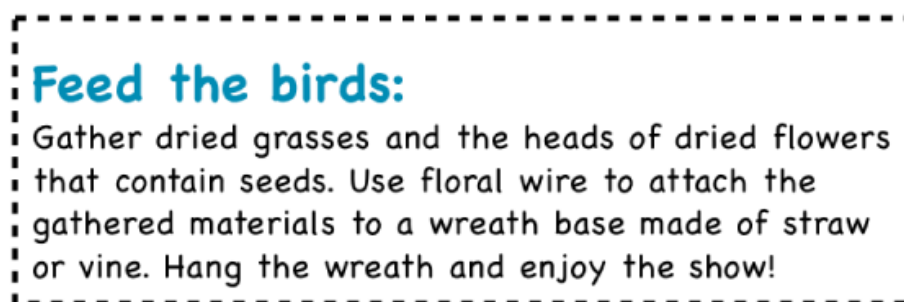 Feed the birds:
Gather dried grasses and the heads of dried flowers
that contain seeds. Use floral wire to attach the
gathered materials to a wreath base made of straw
or vine. Hang the wreath and enjoy the show!